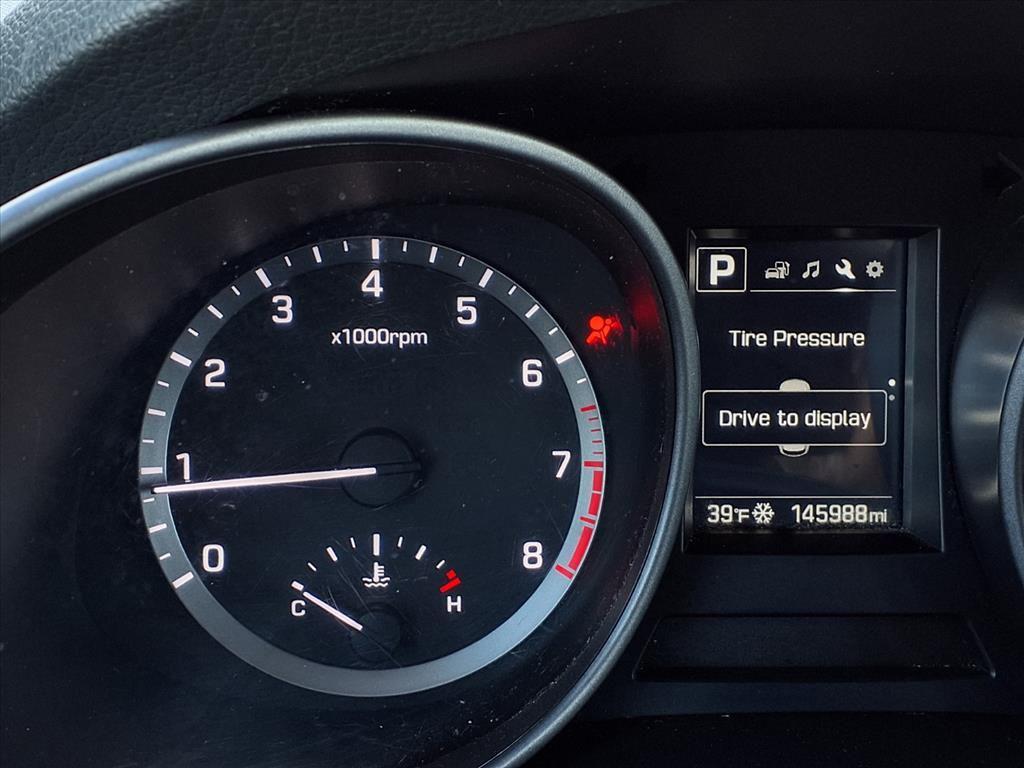 0
1
2
3
4
5
6
7
8
x1000rpm
C
H
P
Tire Pressure
Drive to display
39°F 145988mi